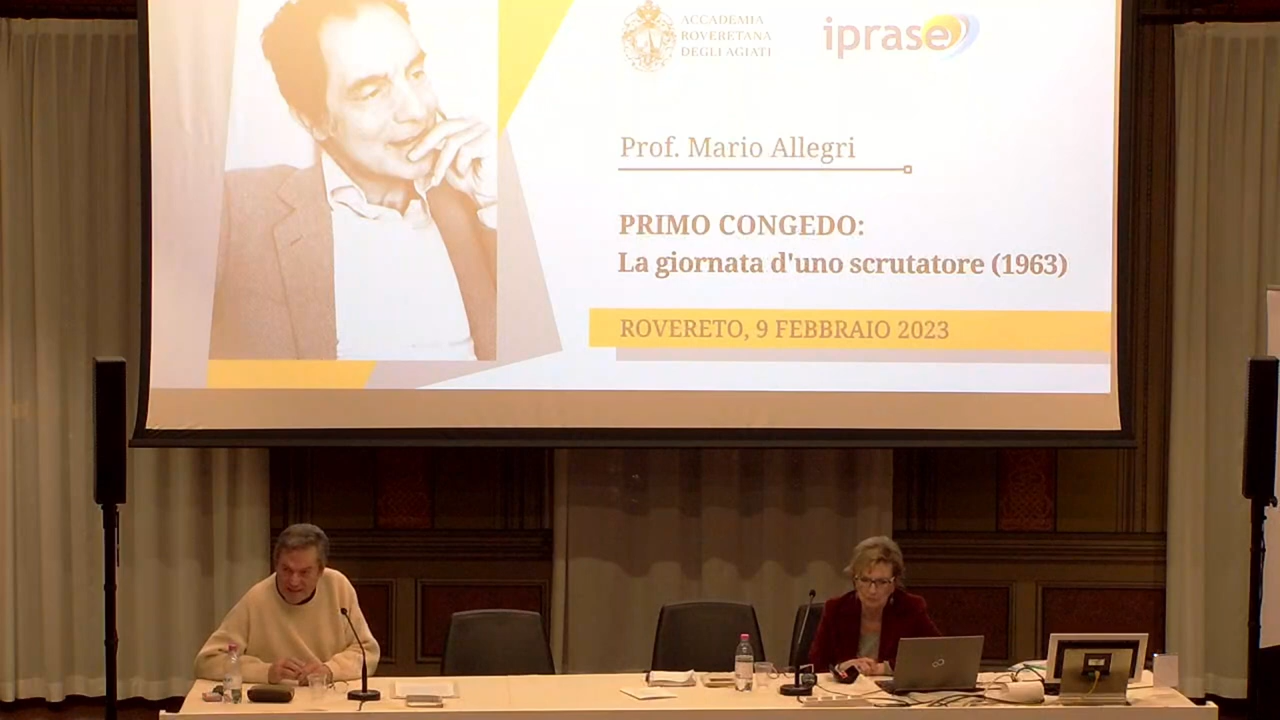 ACCADEMIA
ROVERETANA
DEGLI AGIATI
iprase
Prof. Mario Allegri
PRIMO CONGEDO:
La giornata d'uno scrutatore (1963)
ROVERETO, 9 FEBBRAIO 2023